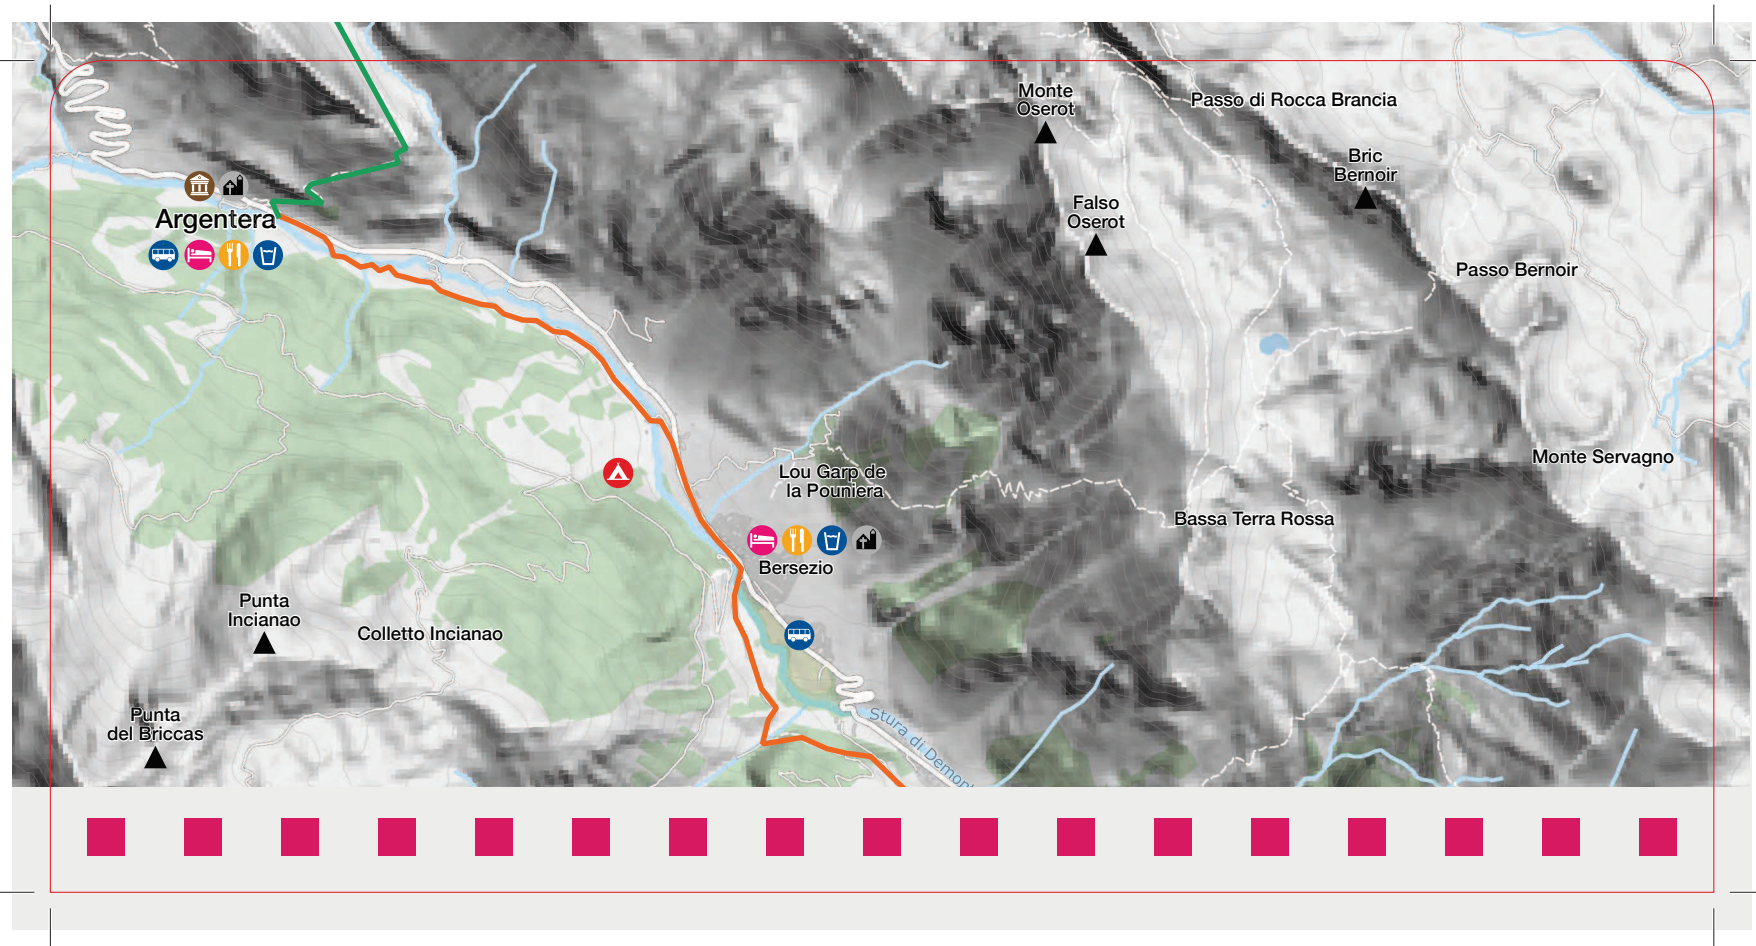 Monte
Oserot
Passo di Rocca Brancia
Bric
Bernoir
Argentera
Falso
Oserot
Passo Bernoir
Lou Garp de
la Pouniera
Monte Servagno
Bassa Terra Rossa
Bersezio
Punta
Incianao
Colletto Incianao
Punta
del Briccas
Stura di Demon